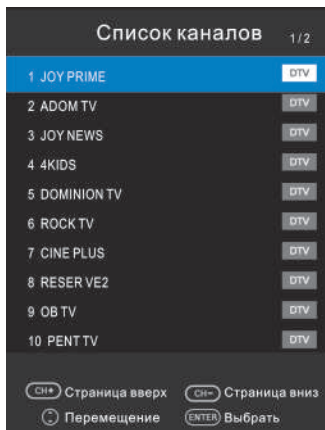 Список каналов 1/2
1 JOY PRIME DTV
2 ADOM TV DTV
3 JOY NEWS DTV
4 4KIDS DTV
5 DOMINION TV DTV
6 ROCK TV DTV
7 CINE PLUS DTV
8 RESER VE2 DTV
9 OB TV DTV
10 PENT TV DTV
CH+ Страница вверх CH- Страница вниз
Перемещение ENTER Выбрать